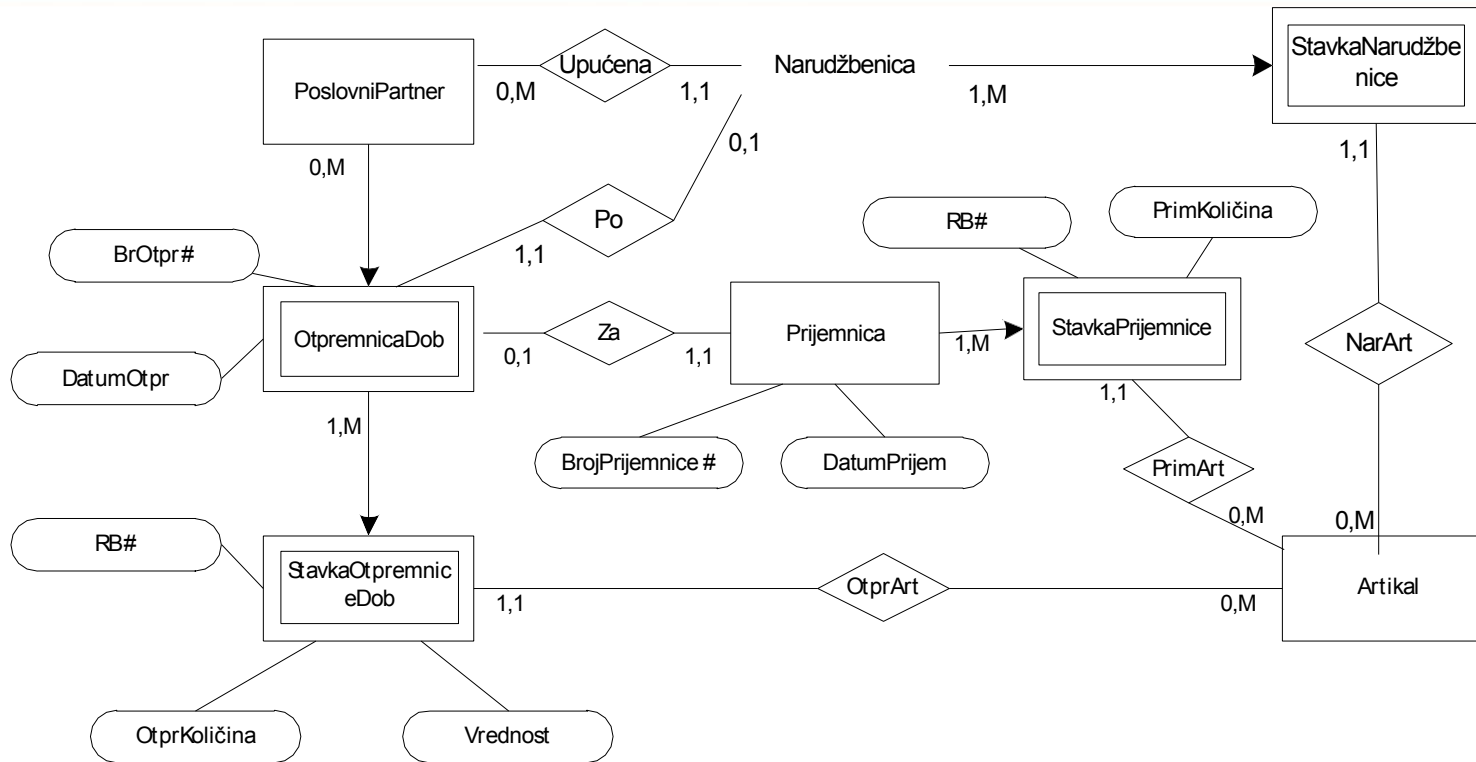 StavkaNarudžbe
nice
PoslovniPartner
Upućena
Narudžbenica
0,M
1,1
1,M
0,M
0,1
1,1
Po
1,1
BrOtpr#
RB#
PrimKoličina
OtpremnicaDob
Za
Prijemnica
StavkaPrijemnice
NarArt
0,1
1,1
1,M
DatumOtpr
1,1
1,M
BrojPrijemnice #
DatumPrijem
PrimArt
0,M
0,M
RB#
StavkaOtpremnic
eDob
OtprArt
Artikal
1,1
0,M
OtprKoličina
Vrednost